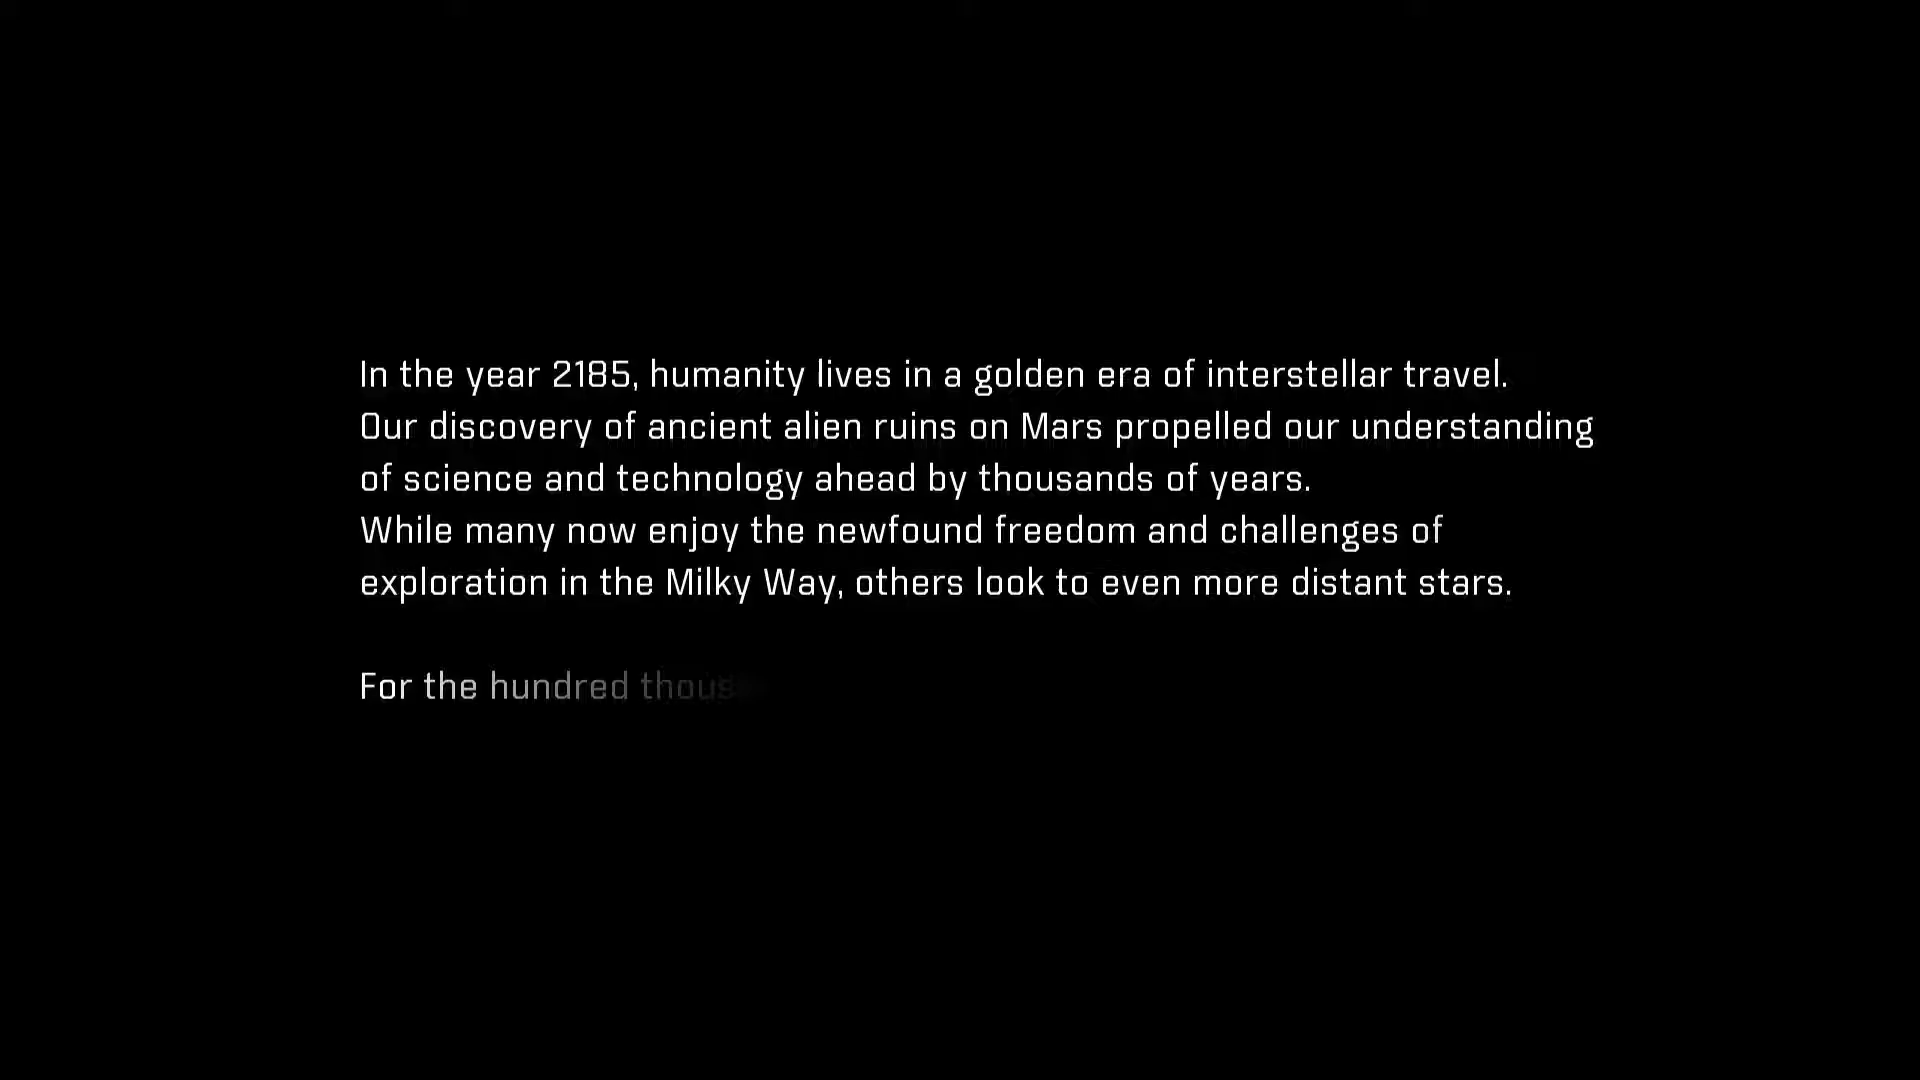 In the year 2185, humanity lives in a golden era of interstellar travel.
Our discovery of ancient alien ruins on Mars propelled our understanding
of science and technology ahead by thousands of years.
While many now enjoy the newfound freedom and challenges of
exploration in the Milky Way, others look to even more distant stars.
For the hundred